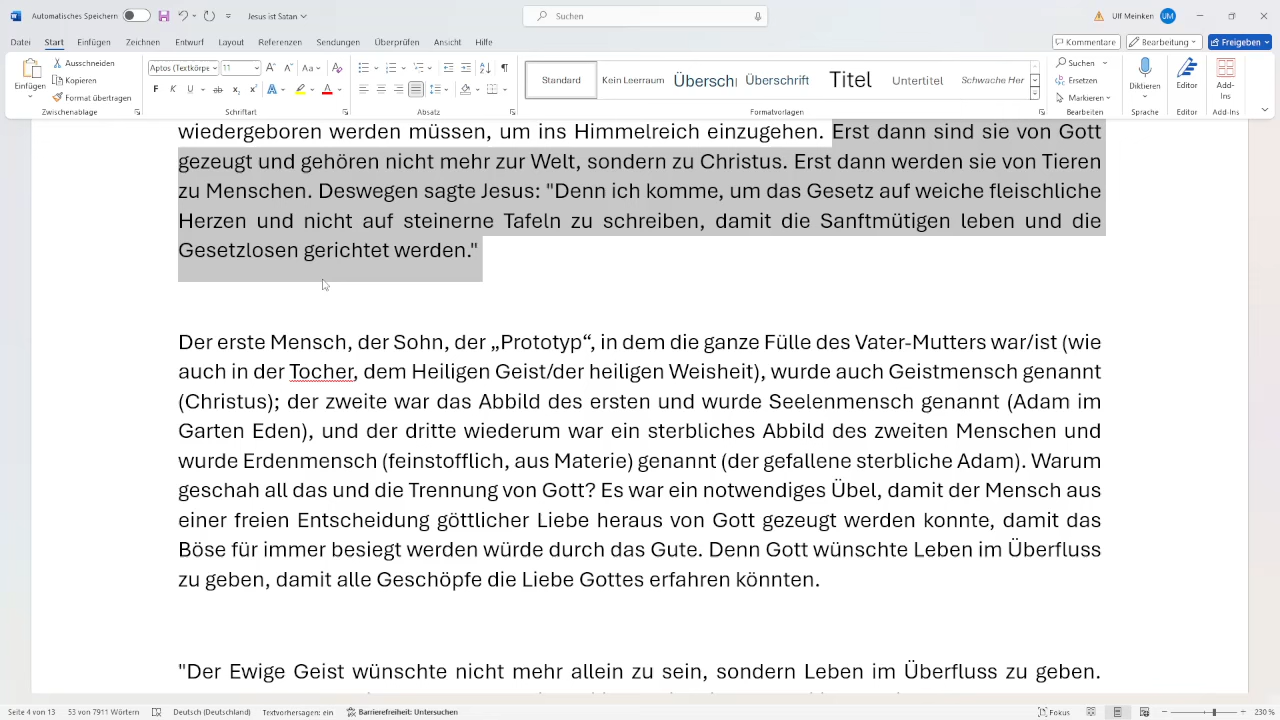 Automatisches Speichern
Jesus ist Satan
Suchen
Ulf Meinken
UM
Datei Start Einfügen Zeichnen Entwurf Layout Referenzen Sendungen Überprüfen Ansicht Hilfe
Kommentare
Bearbeitung
Freigeben
Einfügen
Ausschneiden
Kopieren
Format übertragen
Zwischenablage
Aptos (Textkörpe
11
F K U ab x₂ x²
Schriftart
Absatz
Standard
Kein Leerraum
Übersch
Überschrift
Titel
Untertitel
Schwache Her
Formatvorlagen
Suchen
Ersetzen
Markieren
Bearbeiten
Diktieren
Sprache
Editor
Editor
Add-Ins
Add-Ins
wiedergeboren werden müssen, um ins Himmelreich einzugehen. Erst dann sind sie von Gott
gezeugt und gehören nicht mehr zur Welt, sondern zu Christus. Erst dann werden sie von Tieren
zu Menschen. Deswegen sagte Jesus: "Denn ich komme, um das Gesetz auf weiche fleischliche
Herzen und nicht auf steinerne Tafeln zu schreiben, damit die Sanftmütigen leben und die
Gesetzlosen gerichtet werden."
Der erste Mensch, der Sohn, der „Prototyp“, in dem die ganze Fülle des Vater-Mutters war/ist (wie
auch in der Tocher, dem Heiligen Geist/der heiligen Weisheit), wurde auch Geistmensch genannt
(Christus); der zweite war das Abbild des ersten und wurde Seelenmensch genannt (Adam im
Garten Eden), und der dritte wiederum war ein sterbliches Abbild des zweiten Menschen und
wurde Erdenmensch (feinstofflich, aus Materie) genannt (der gefallene sterbliche Adam). Warum
geschah all das und die Trennung von Gott? Es war ein notwendiges Übel, damit der Mensch aus
einer freien Entscheidung göttlicher Liebe heraus von Gott gezeugt werden konnte, damit das
Böse für immer besiegt werden würde durch das Gute. Denn Gott wünschte Leben im Überfluss
zu geben, damit alle Geschöpfe die Liebe Gottes erfahren könnten.
"Der Ewige Geist wünschte nicht mehr allein zu sein, sondern Leben im Überfluss zu geben.
Seite 4 von 13 53 von 7911 Wörtern Deutsch (Deutschland) Textvorhersagen: ein Barrierefreiheit: Untersuchen Fokus 230 %